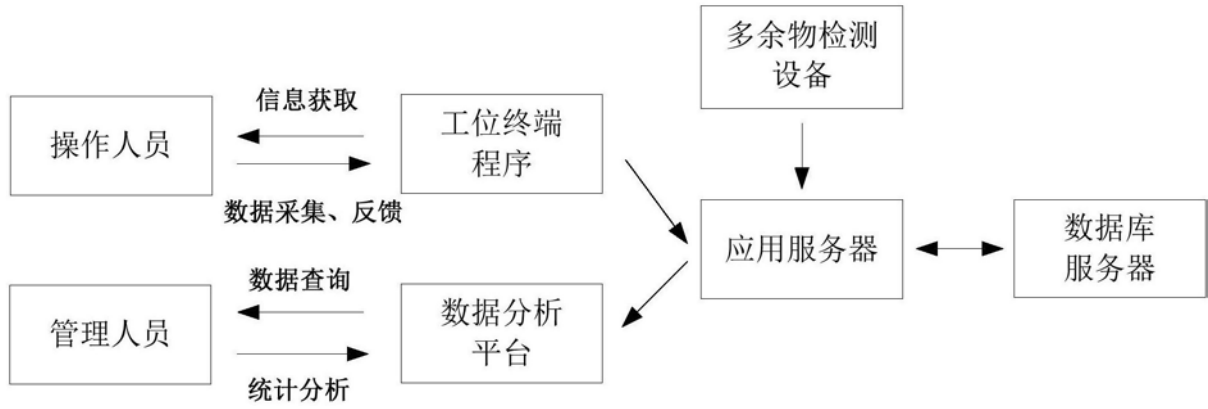 多余物检测
设备
信息获取
操作人员
工位终端
程序
数据采集、反馈
应用服务器
数据库
服务器
数据查询
管理人员
数据分析
平台
统计分析